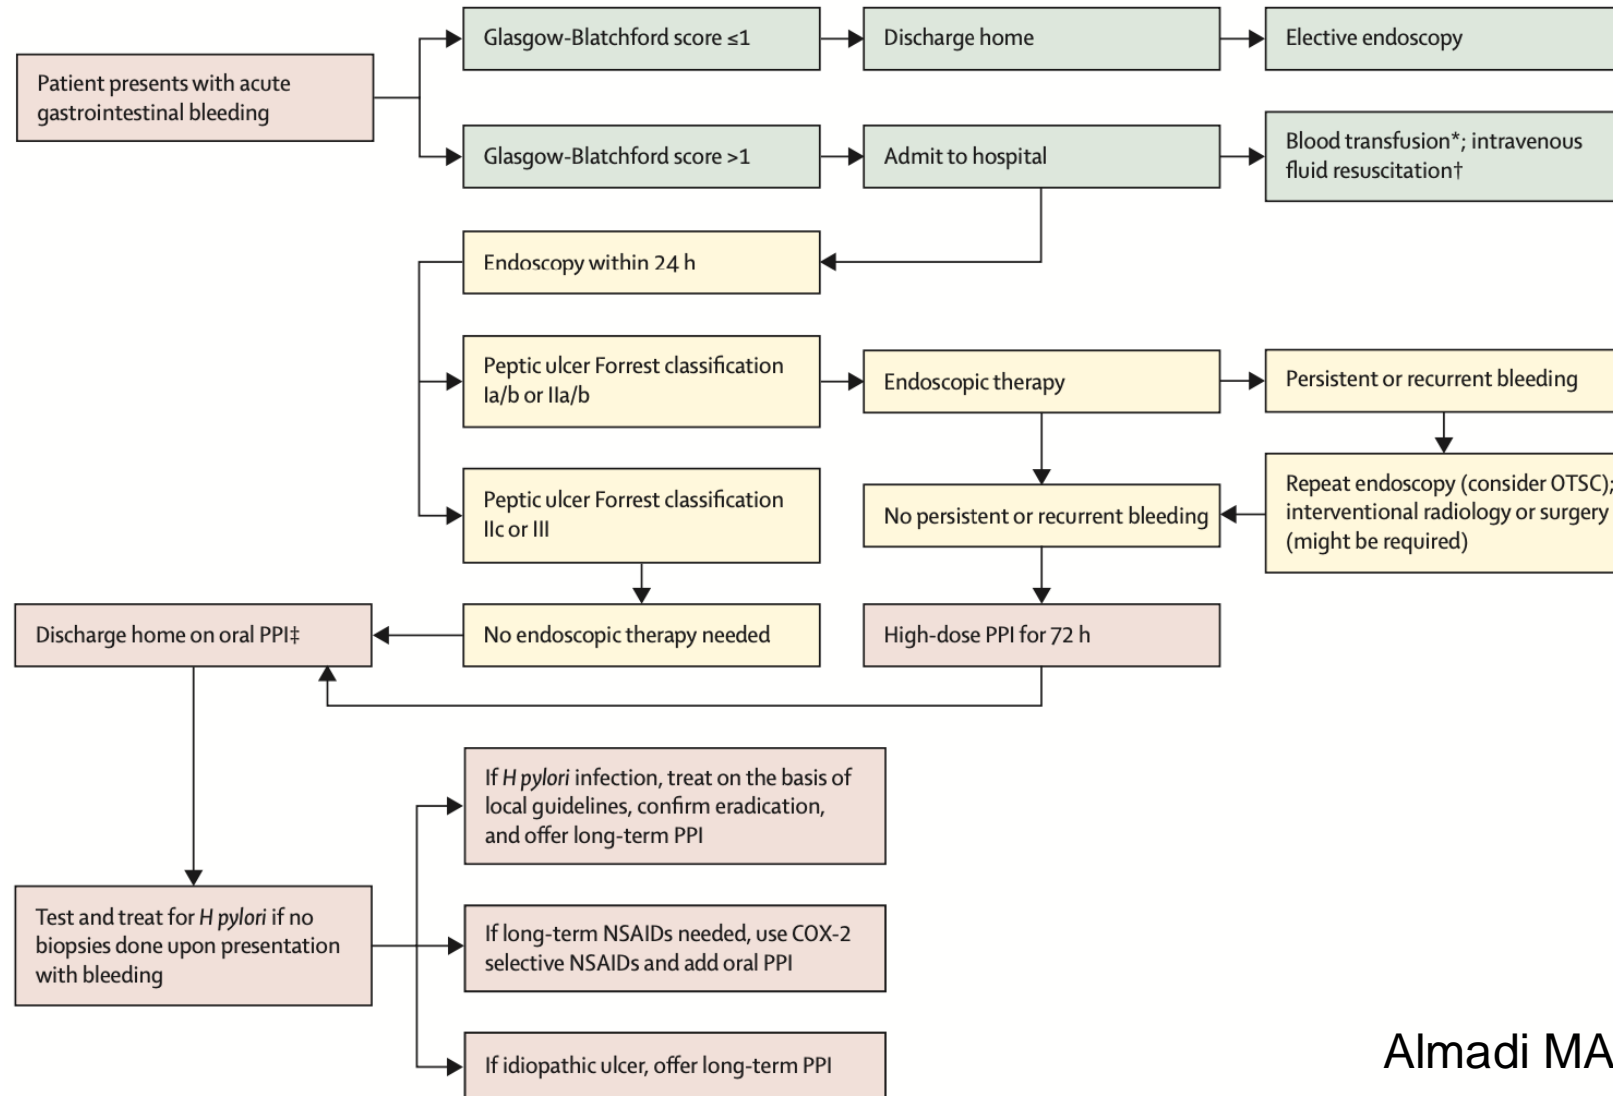 Patient presents with acute
gastrointestinal bleeding
Glasgow-Blatchford score ≤1
Discharge home
Elective endoscopy
Glasgow-Blatchford score >1
Admit to hospital
Blood transfusion*; intravenous
fluid resuscitation†
Endoscopy within 24 h
Peptic ulcer Forrest classification
Ia/b or IIa/b
Endoscopic therapy
Persistent or recurrent bleeding
Peptic ulcer Forrest classification
IIc or III
No persistent or recurrent bleeding
Repeat endoscopy (consider OTSC);
interventional radiology or surgery
(might be required)
Discharge home on oral PPI‡
No endoscopic therapy needed
High-dose PPI for 72 h
If H pylori infection, treat on the basis of
local guidelines, confirm eradication,
and offer long-term PPI
Test and treat for H pylori if no
biopsies done upon presentation
with bleeding
If long-term NSAIDs needed, use COX-2
selective NSAIDs and add oral PPI
If idiopathic ulcer, offer long-term PPI
Almadi MA